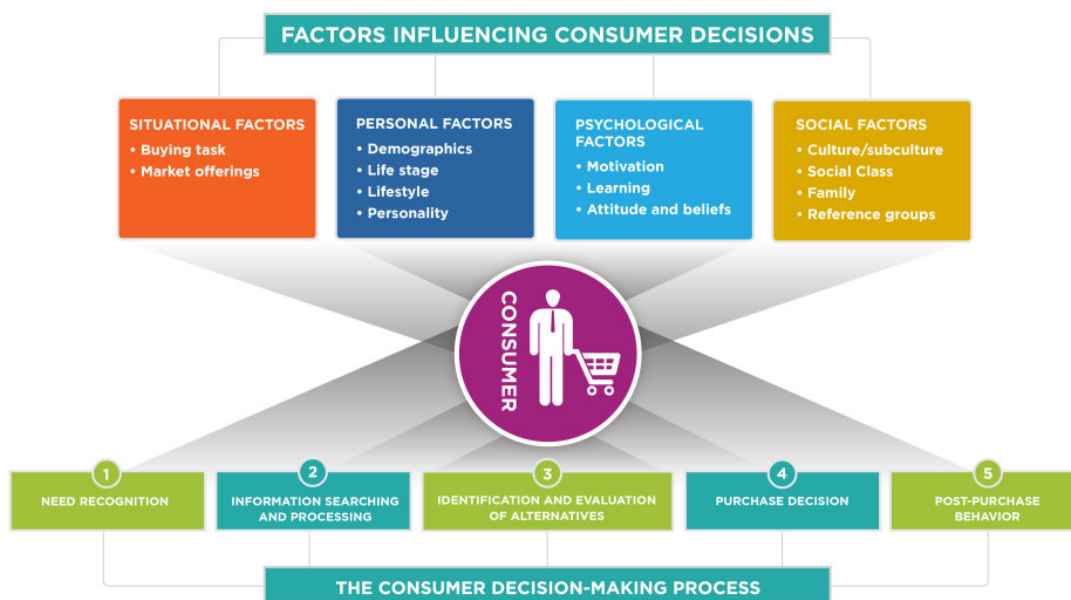 FACTORS INFLUENCING CONSUMER DECISIONS
SITUATIONAL FACTORS
• Buying task
• Market offerings
PERSONAL FACTORS
• Demographics
• Life stage
• Lifestyle
• Personality
PSYCHOLOGICAL
FACTORS
• Motivation
• Learning
• Attitude and beliefs
SOCIAL FACTORS
• Culture/subculture
• Social Class
• Family
• Reference groups
CONSUMER
1
NEED RECOGNITION
2
INFORMATION SEARCHING
AND PROCESSING
3
IDENTIFICATION AND EVALUATION
OF ALTERNATIVES
4
PURCHASE DECISION
5
POST-PURCHASE
BEHAVIOR
THE CONSUMER DECISION-MAKING PROCESS